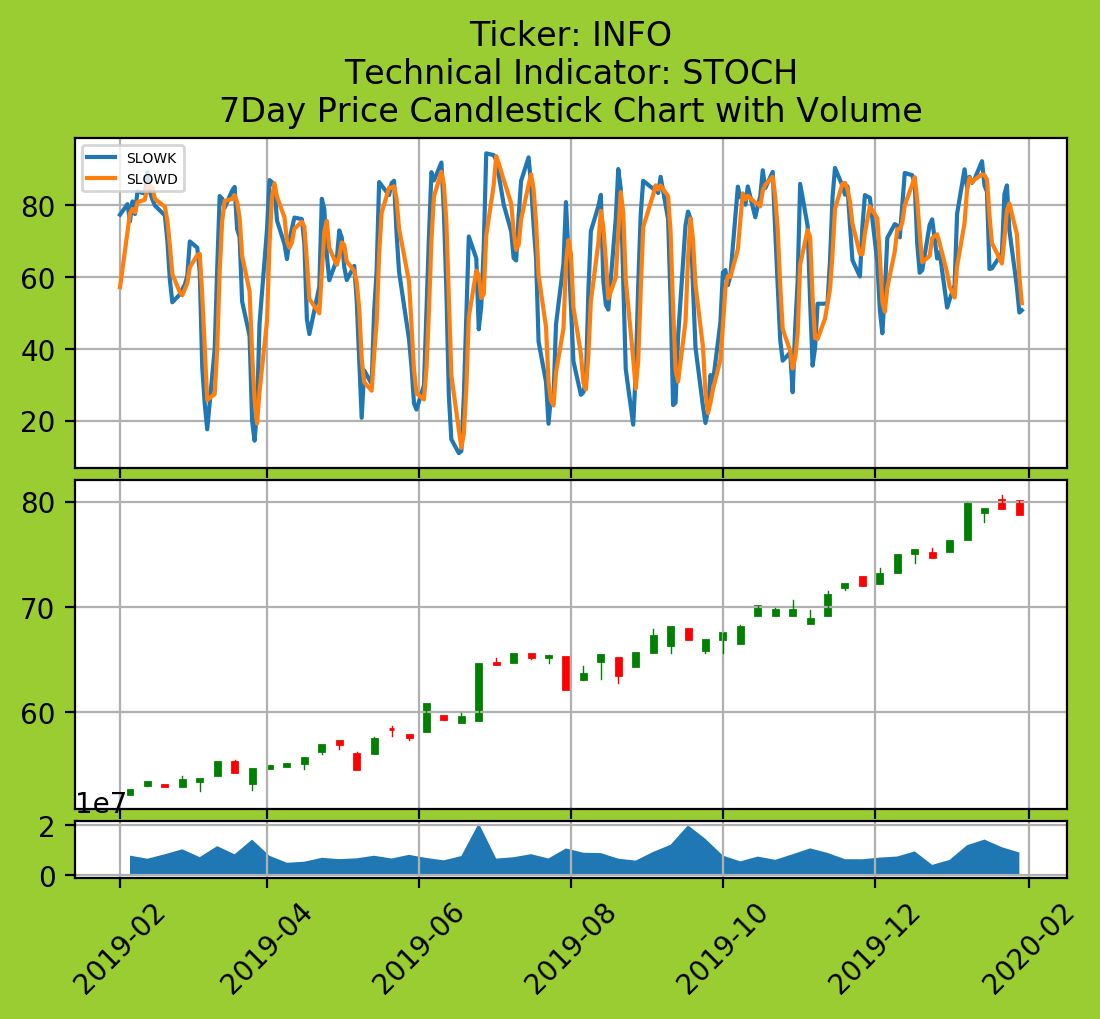 Ticker: INFO
Technical Indicator: STOCH
7Day Price Candlestick Chart with Volume
SLOWK
SLOWD
80
60
40
20
80
70
60
1e7
2
0
2019-02
2019-04
2019-06
2019-08
2019-10
2019-12
2020-02